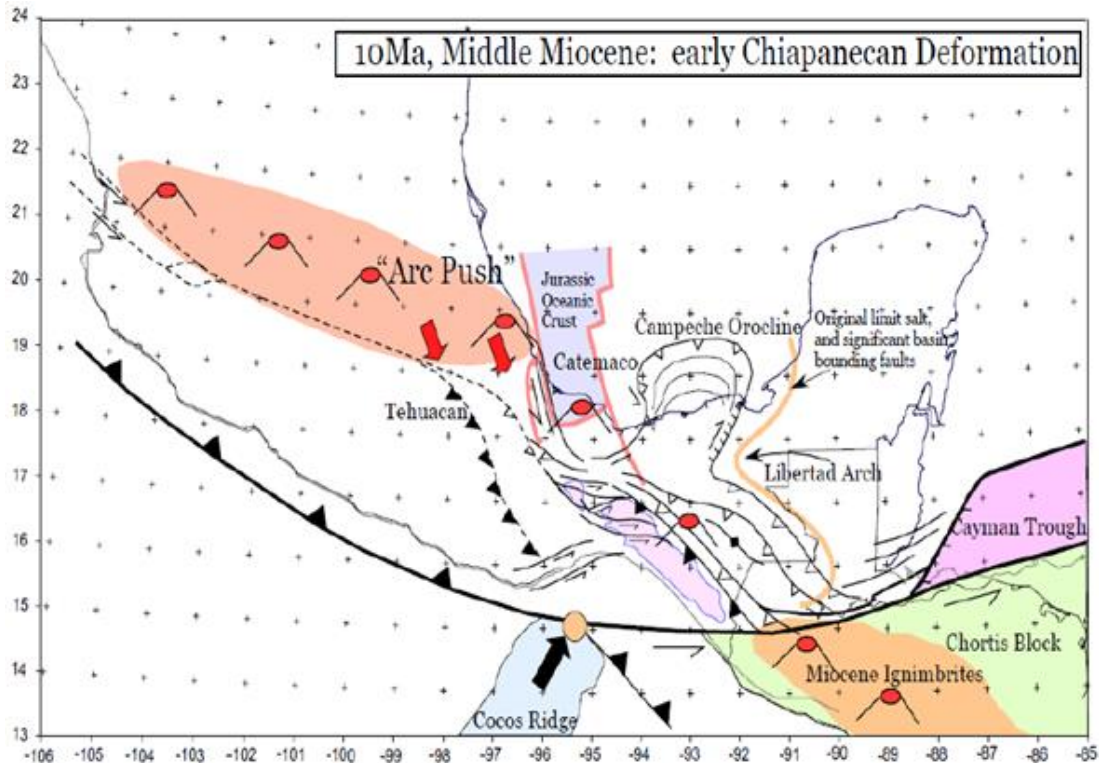 10Ma, Middle Miocene: early Chiapanecan Deformation
24
23
22
21
20
19
18
17
16
15
14
13
"Arc Push"
Jurassic
Oceanic
Crust
Campeche Orocline
Original limit salt,
and significant basin
bounding faults
Catemaco
Tehuacan
Libertad Arch
Cayman Trough
Chortis Block
Miocene Ignimbrites
Cocos Ridge
-106 -105 -104 -103 -102 -101 -100 -99 -98 -97 -96 -95 -94 -93 -92 -91 -90 -89 -88 -87 -86 -85